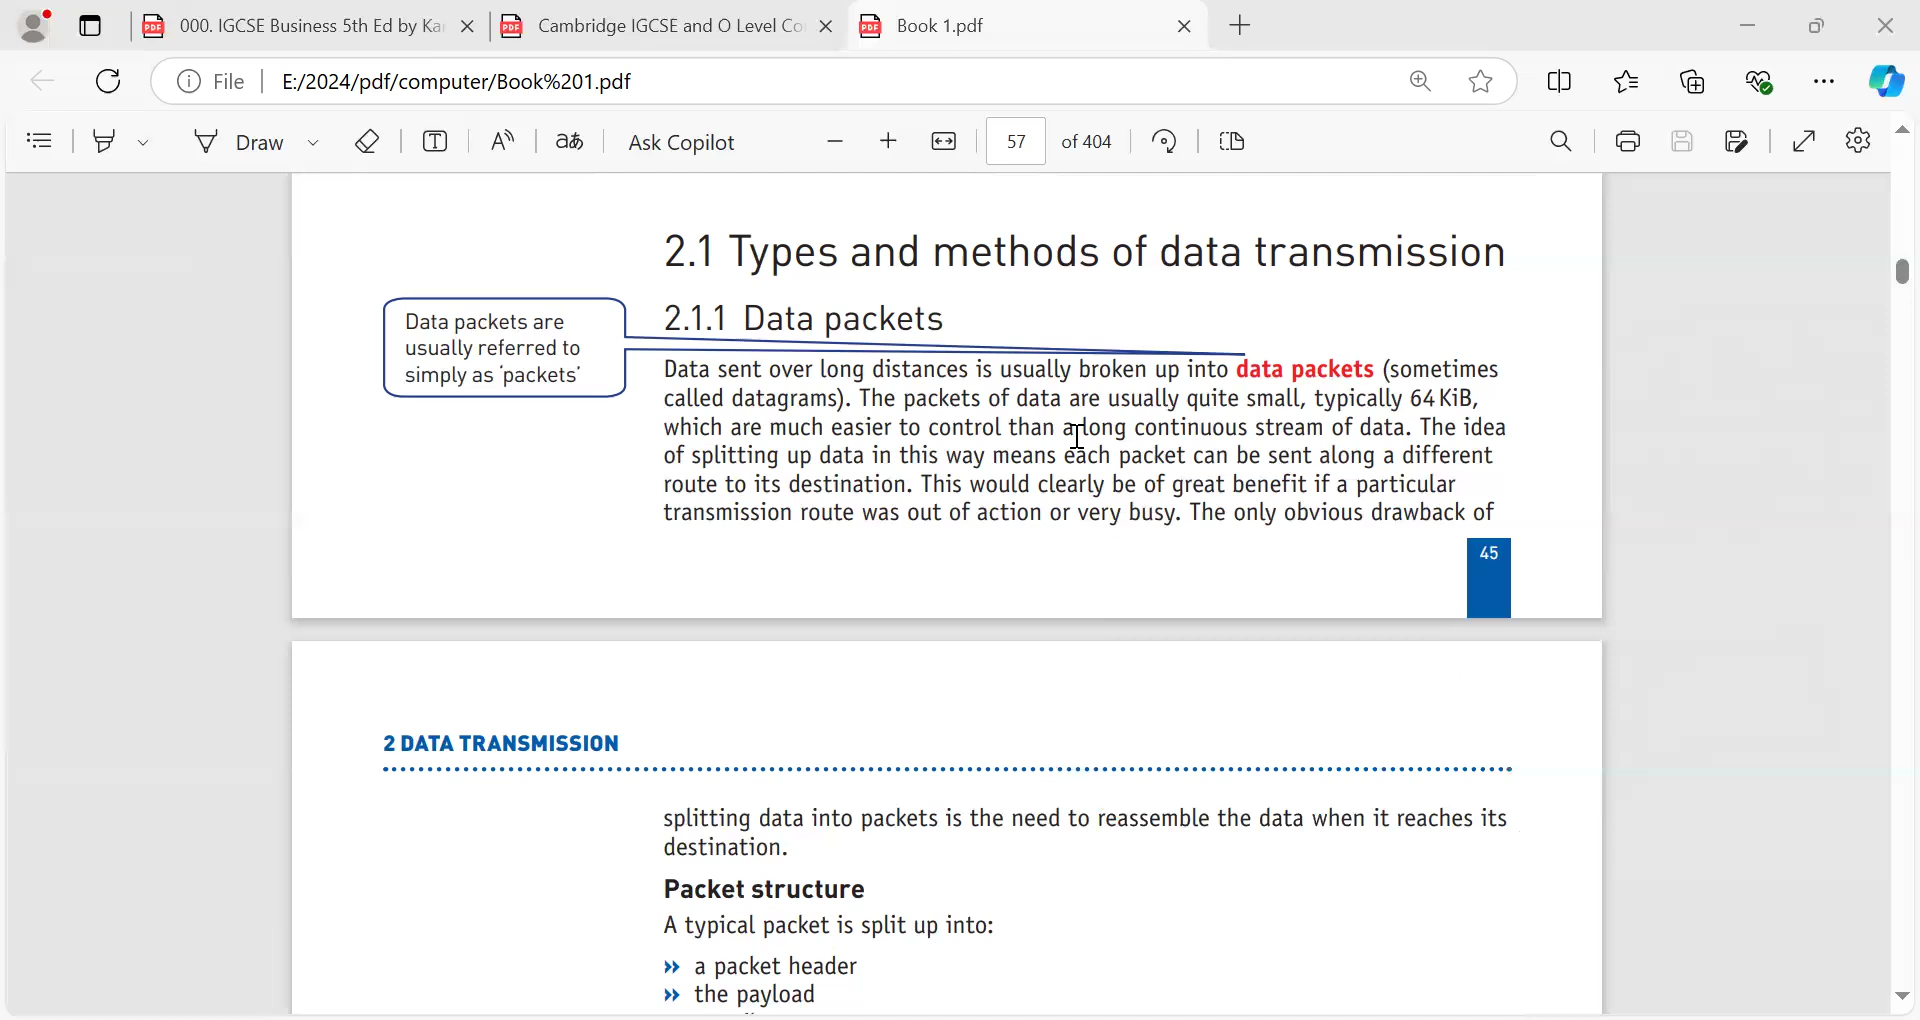 000. IGCSE Business 5th Ed by Kar
Cambridge IGCSE and O Level Co
Book 1.pdf
File
E:/2024/pdf/computer/Book%201.pdf
Draw
T
A
aあ
Ask Copilot
57
of 404
2.1 Types and methods of data transmission
2.1.1 Data packets
Data packets are
usually referred to
simply as ‘packets’
Data sent over long distances is usually broken up into data packets (sometimes
called datagrams). The packets of data are usually quite small, typically 64 KiB,
which are much easier to control than a long continuous stream of data. The idea
of splitting up data in this way means each packet can be sent along a different
route to its destination. This would clearly be of great benefit if a particular
transmission route was out of action or very busy. The only obvious drawback of
45
2 DATA TRANSMISSION
splitting data into packets is the need to reassemble the data when it reaches its
destination.
Packet structure
A typical packet is split up into:
» a packet header
» the payload